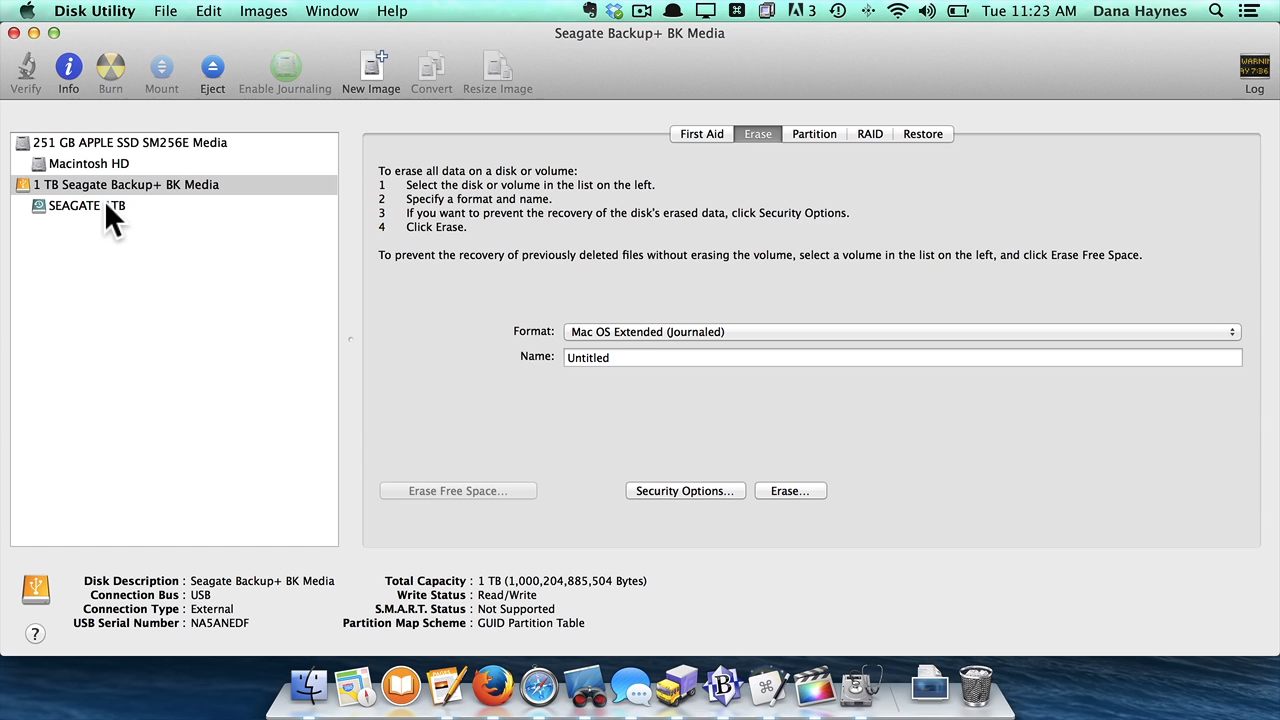 Disk Utility File Edit Images Window Help 3 Tue 11:23 AM Dana Haynes
Seagate Backup+ BK Media
Verify Info Burn Mount Eject Enable Journaling New Image Convert Resize Image Log
251 GB APPLE SSD SM256E Media
Macintosh HD
1 TB Seagate Backup+ BK Media
SEAGATE 1TB
First Aid Erase Partition RAID Restore
To erase all data on a disk or volume:
1 Select the disk or volume in the list on the left.
2 Specify a format and name.
3 If you want to prevent the recovery of the disk's erased data, click Security Options.
4 Click Erase.
To prevent the recovery of previously deleted files without erasing the volume, select a volume in the list on the left, and click Erase Free Space.
Format: Mac OS Extended (Journaled)
Name: Untitled
Erase Free Space... Security Options... Erase...
Disk Description : Seagate Backup+ BK Media
Connection Bus : USB
Connection Type : External
USB Serial Number : NA5ANEDF
Total Capacity : 1 TB (1,000,204,885,504 Bytes)
Write Status : Read/Write
S.M.A.R.T. Status : Not Supported
Partition Map Scheme : GUID Partition Table
?